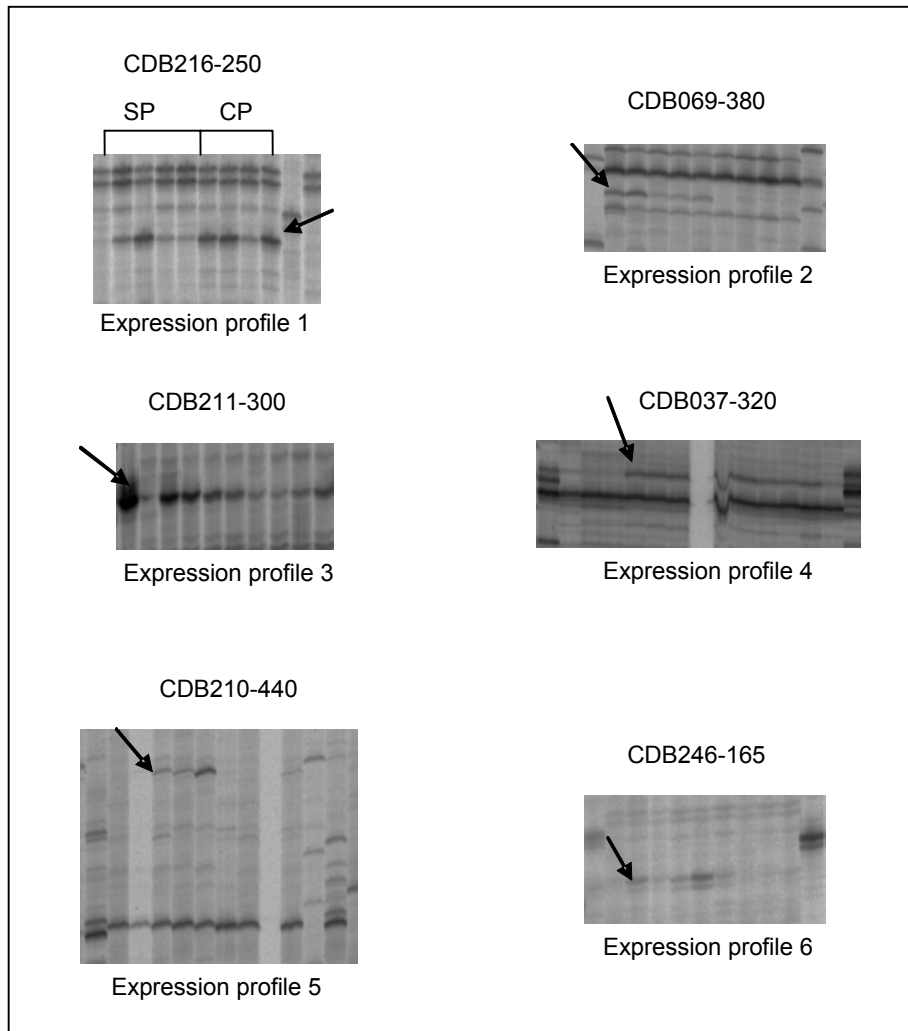 CDB216-250
SP CP
Expression profile 1
CDB069-380
Expression profile 2
CDB211-300
Expression profile 3
CDB037-320
Expression profile 4
CDB210-440
Expression profile 5
CDB246-165
Expression profile 6